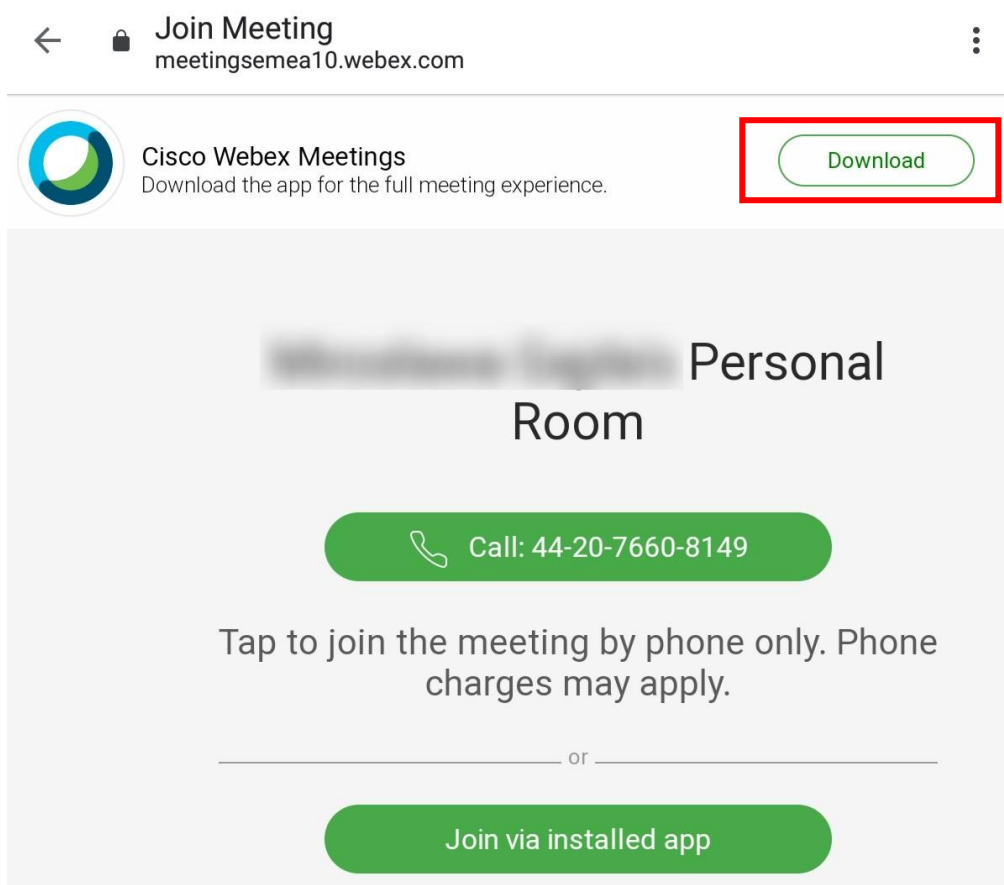 Join Meeting
meetingsemea10.webex.com
Cisco Webex Meetings
Download the app for the full meeting experience.
Download
Personal
Room
Call: 44-20-7660-8149
Tap to join the meeting by phone only. Phone
charges may apply.
or
Join via installed app